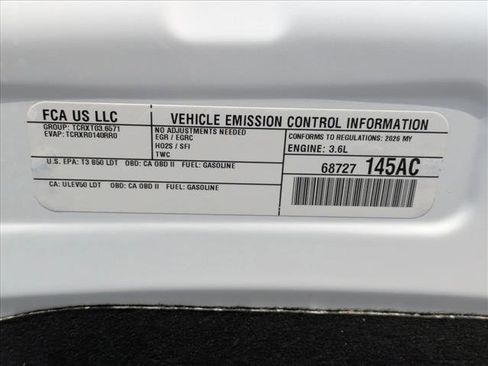 FCA US LLC
GROUP: TCRXT03.6571
EVAP: TCRXR0140RR0
VEHICLE EMISSION CONTROL INFORMATION
NO ADJUSTMENTS NEEDED
EGR / EGRC
HO2S / SFI
TWC
CONFORMS TO REGULATIONS: 2026 MY
ENGINE: 3.6L
U.S. EPA: T3 B50 LDT OBD: CA OBD II FUEL: GASOLINE
68727 145AC
CA: ULEV50 LDT OBD: CA OBD II FUEL: GASOLINE